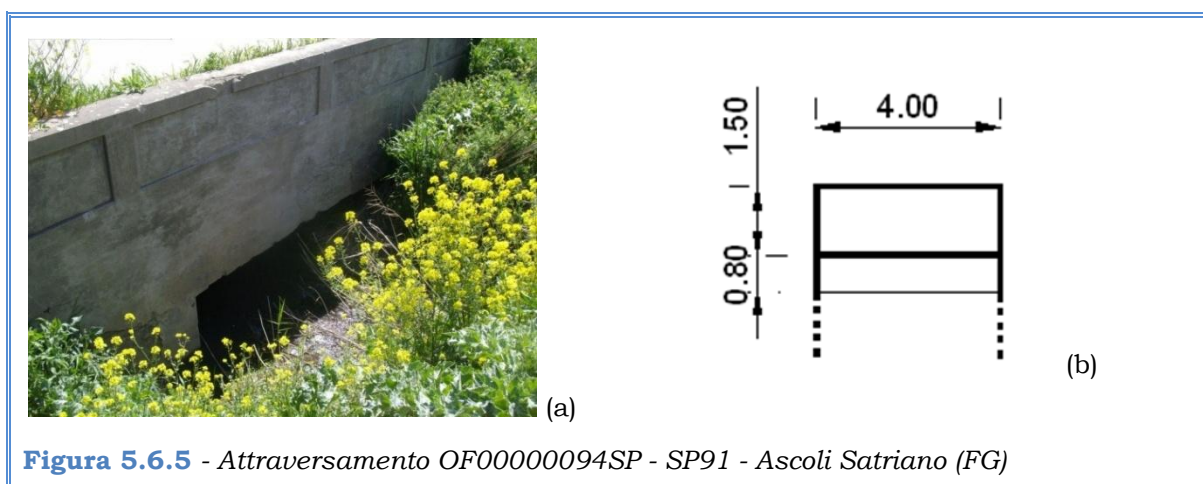 4.00
1.50
0.80
(a)
(b)
Figura 5.6.5 - Attraversamento OF00000094SP - SP91 - Ascoli Satriano (FG)